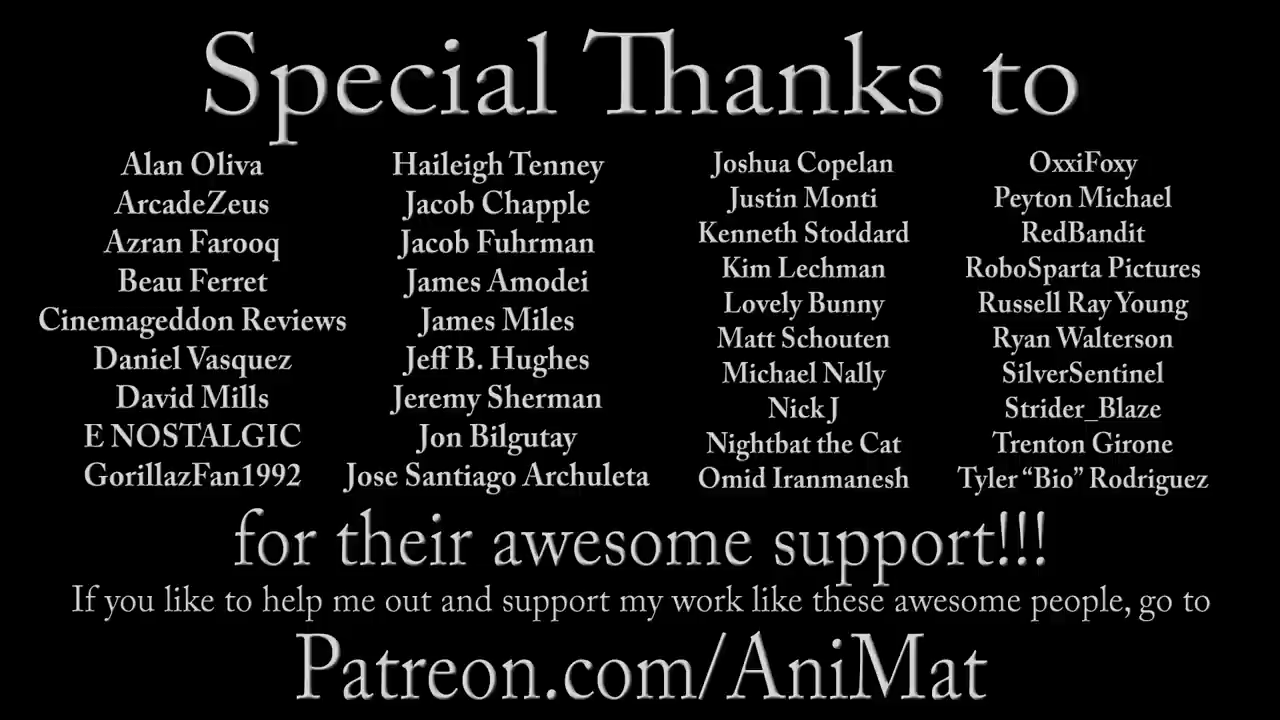 Special Thanks to
Alan Oliva
ArcadeZeus
Azran Farooq
Beau Ferret
Cinemageddon Reviews
Daniel Vasquez
David Mills
E NOSTALGIC
GorillazFan1992
Haileigh Tenney
Jacob Chapple
Jacob Fuhrman
James Amodei
James Miles
Jeff B. Hughes
Jeremy Sherman
Jon Bilgutay
Jose Santiago Archuleta
Joshua Copelan
Justin Monti
Kenneth Stoddard
Kim Lechman
Lovely Bunny
Matt Schouten
Michael Nally
Nick J
Nightbat the Cat
Omid Iranmanesh
OxxiFoxy
Peyton Michael
RedBandit
RoboSparta Pictures
Russell Ray Young
Ryan Walterson
SilverSentinel
Strider_Blaze
Trenton Girone
Tyler “Bio” Rodriguez
for their awesome support!!!
If you like to help me out and support my work like these awesome people, go to
Patreon.com/AniMat